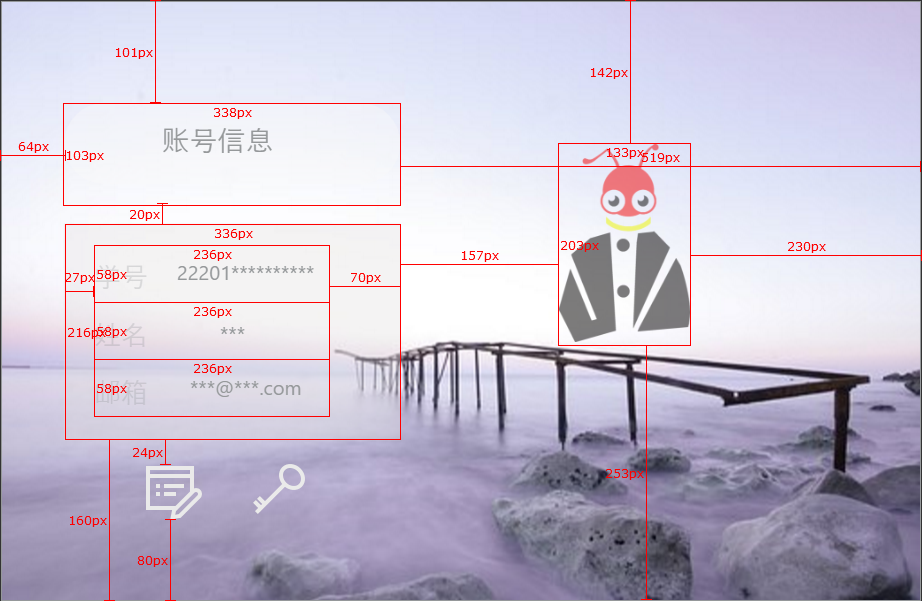 101px
142px
338px
133px
519px
账号信息
64px
103px
20px
336px
203px
230px
236px
157px
58px
学号
22201**********
27px
70px
236px
216px
58px
姓名
***
236px
58px
邮箱
***@***.com
24px
253px
160px
80px